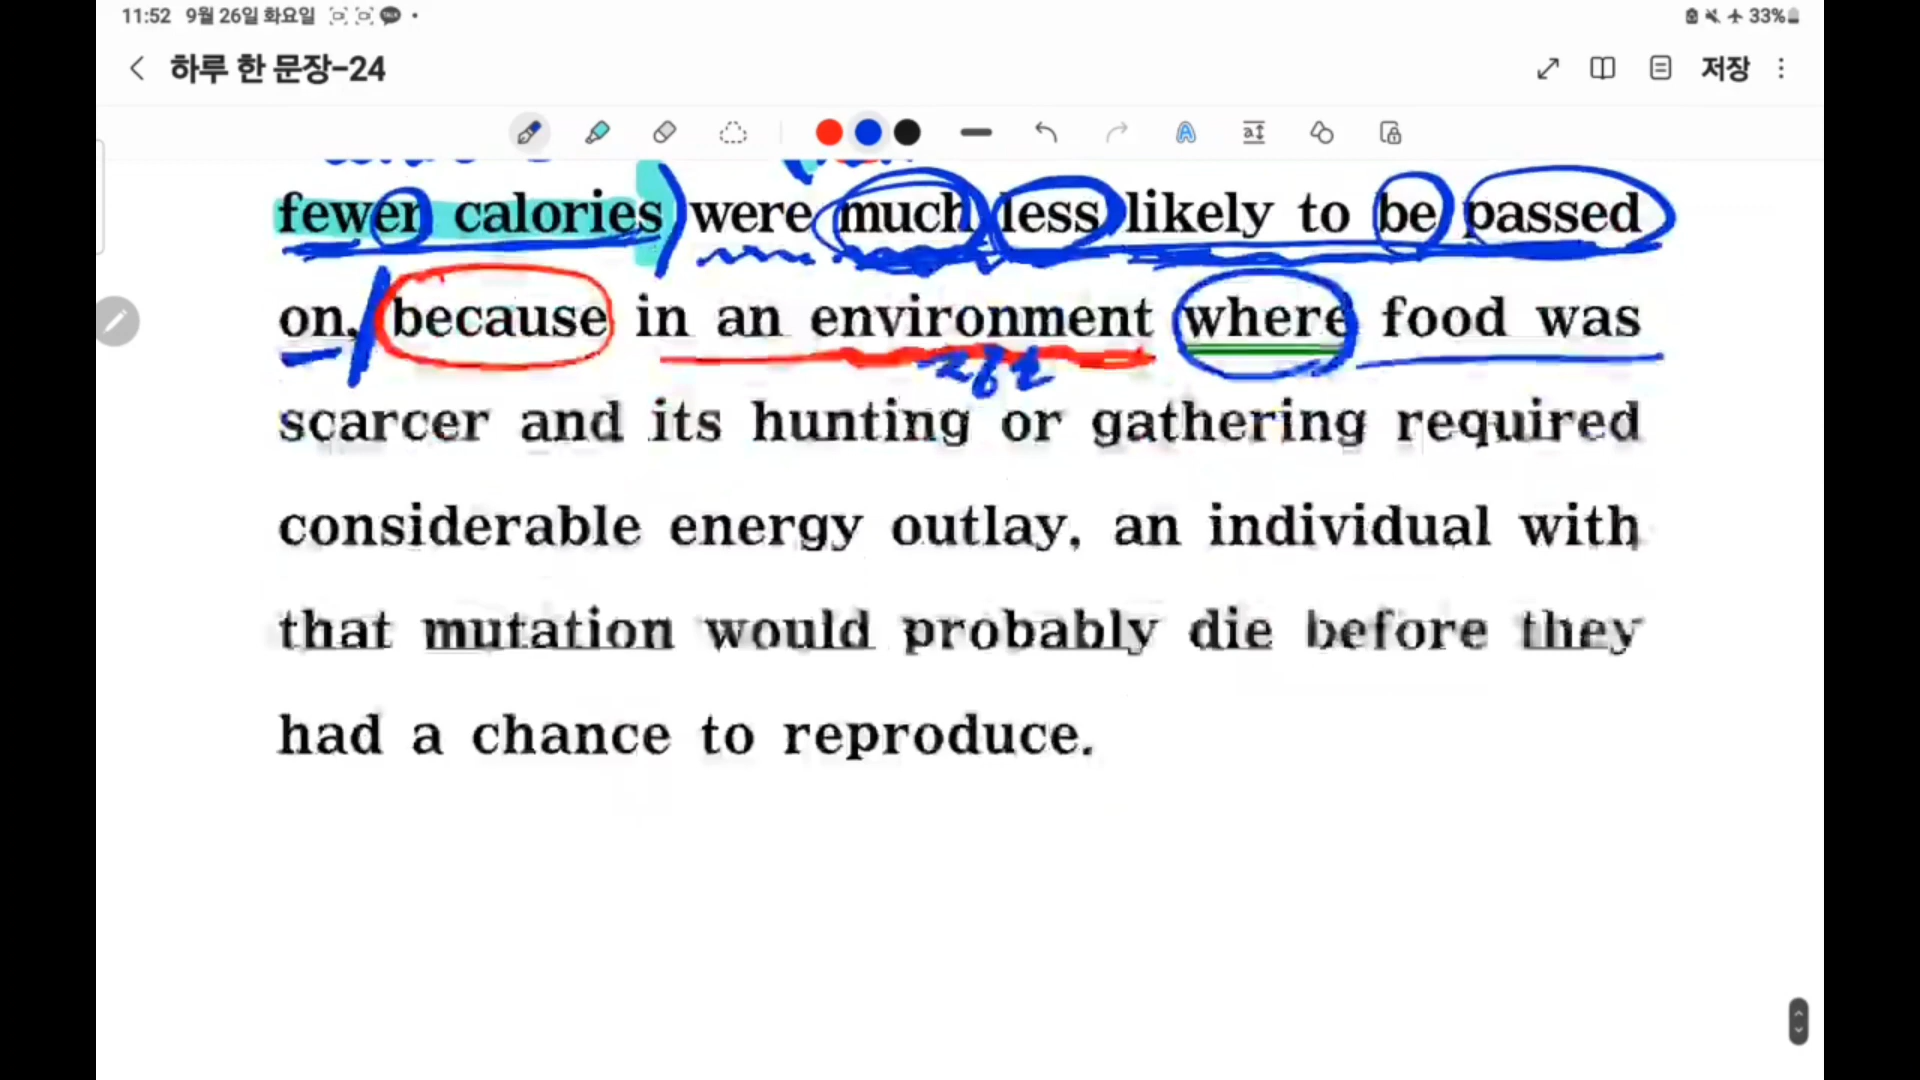 11:52 9월 26일 화요일 TALK 33%
하루 한 문장-24 저장
fewer calories) were much less likely to be passed
on, because in an environment where food was
scarcer and its hunting or gathering required
considerable energy outlay, an individual with
that mutation would probably die before they
had a chance to reproduce.